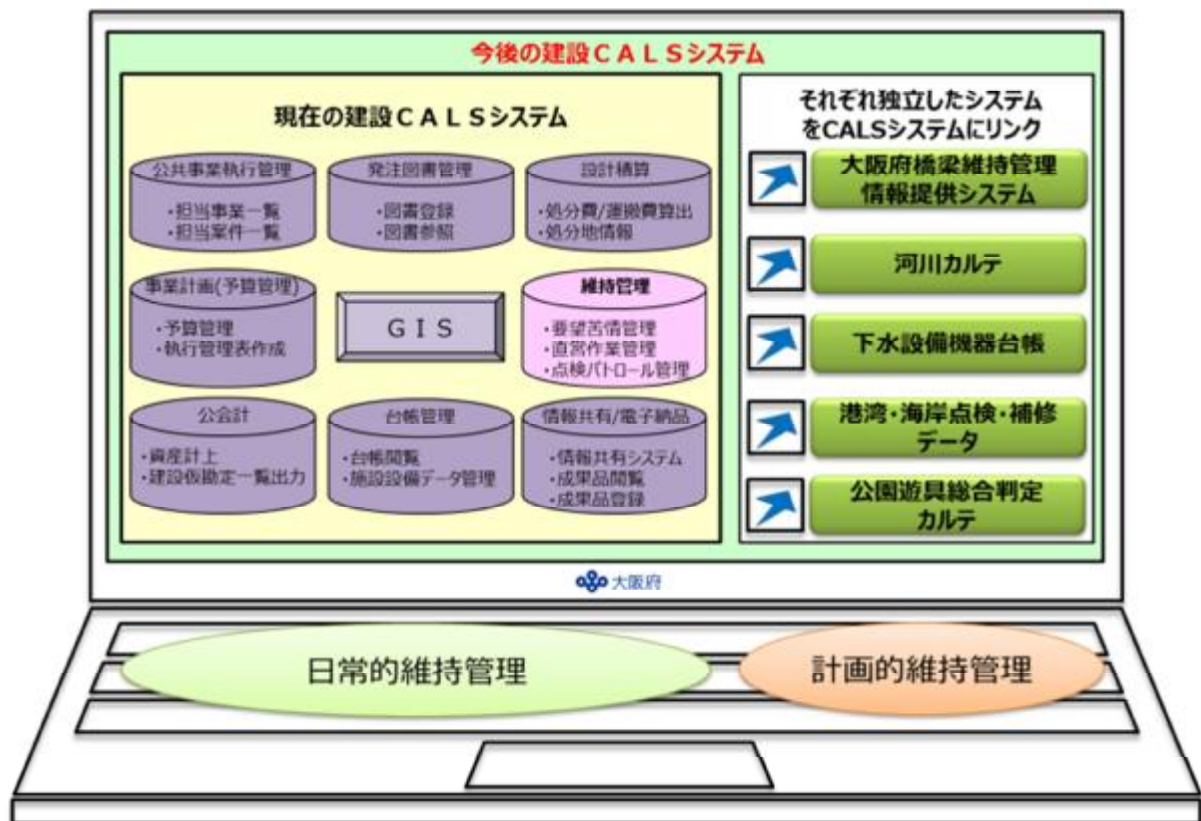 今後の建設CALSシステム
現在の建設CALSシステム
公共事業執行管理
・担当事業一覧
・担当案件一覧
発注図書管理
・図書登録
・図書参照
設計積算
・処分費/運搬費算出
・処分地情報
事業計画(予算管理)
・予算管理
・執行管理表作成
GIS
維持管理
・要望苦情管理
・直営作業管理
・点検パトロール管理
公会計
・資産計上
・建設仮勘定一覧出力
台帳管理
・台帳閲覧
・施設設備データ管理
情報共有/電子納品
・情報共有システム
・成果品閲覧
・成果品登録
それぞれ独立したシステム
をCALSシステムにリンク
大阪府橋梁維持管理
情報提供システム
河川カルテ
下水設備機器台帳
港湾・海岸点検・補修
データ
公園遊具総合判定
カルテ
大阪府
日常的維持管理
計画的維持管理